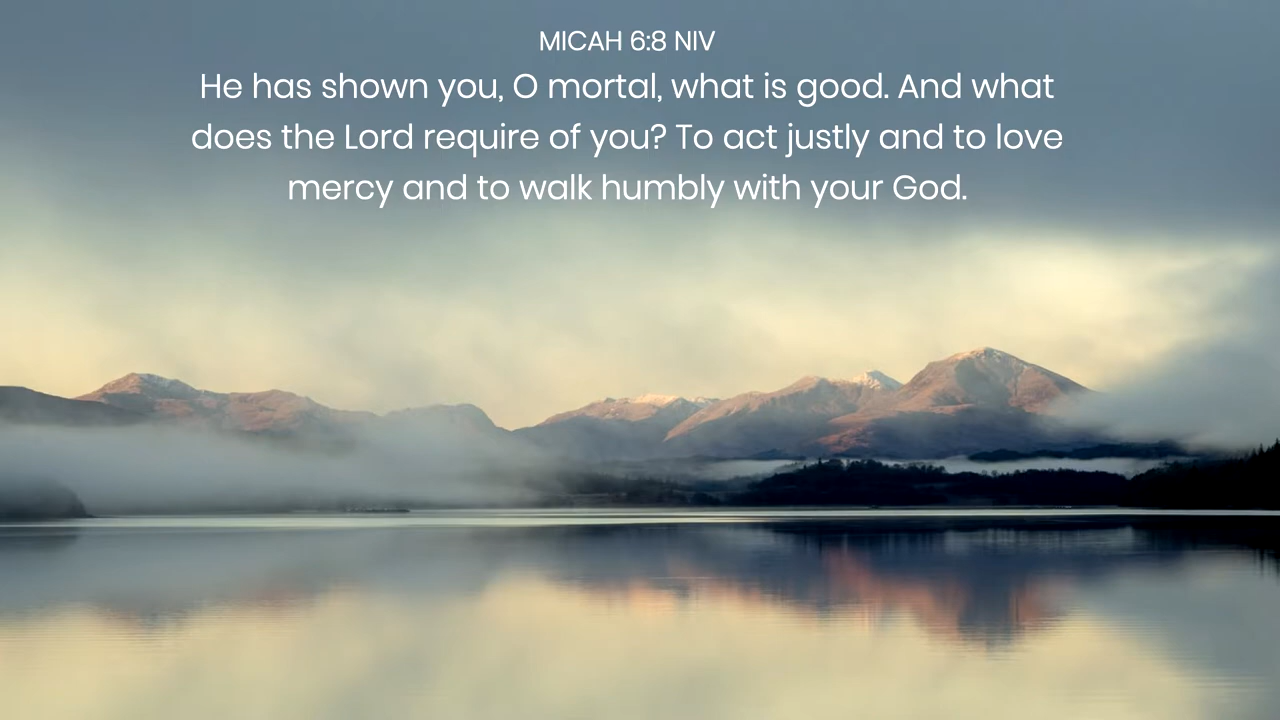 MICAH 6:8 NIV
He has shown you, O mortal, what is good. And what
does the Lord require of you? To act justly and to love
mercy and to walk humbly with your God.